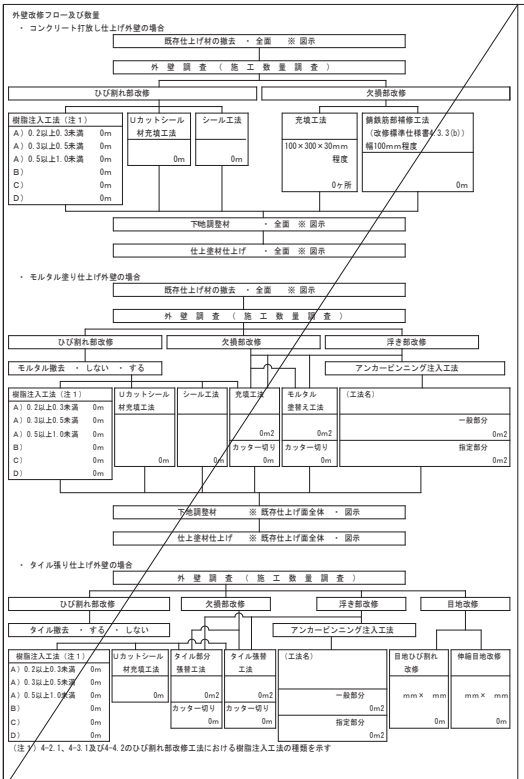 外壁改修フロー及び数量
・ コンクリート打放し仕上げ外壁の場合
既存仕上げ材の撤去 ・ 全面 ※ 図示
外 壁 調 査 ( 施 工 数 量 調 査 )
ひび割れ部改修 欠損部改修
樹脂注入工法(注1) Uカットシール シール工法 充填工法 錆鉄筋部補修工法
A) 0.2以上0.3未満 0m 材充填工法 100×300×30mm (改修標準仕様書4.3.3(b))
A) 0.3以上0.5未満 0m 程度 幅100mm程度
A) 0.5以上1.0未満 0m
B) 0m 0m 0m 0ヶ所 0m
C) 0m
D) 0m
下地調整材 ・ 全面 ※ 図示
仕上塗材仕上げ ・ 全面 ※ 図示
・ モルタル塗り仕上げ外壁の場合
既存仕上げ材の撤去 ・ 全面 ※ 図示
外 壁 調 査 ( 施 工 数 量 調 査 )
ひび割れ部改修 欠損部改修 浮き部改修
モルタル撤去 ・ しない ・ する アンカーピンニング注入工法
樹脂注入工法(注1) Uカットシール シール工法 充填工法 モルタル (工法名)
A) 0.2以上0.3未満 0m 材充填工法 塗替え工法
A) 0.3以上0.5未満 0m 一般部分
A) 0.5以上1.0未満 0m 0m2 0m2 0m2
B) 0m カッター切り カッター切り 指定部分
C) 0m 0m 0m 0m 0m 0m2
D) 0m
下地調整材 ※ 既存仕上げ面全体 ・ 図示
仕上塗材仕上げ ※ 既存仕上げ面全体 ・ 図示
・ タイル張り仕上げ外壁の場合
外 壁 調 査 ( 施 工 数 量 調 査 )
ひび割れ部改修 欠損部改修 浮き部改修 目地改修
タイル撤去 ・ する ・ しない アンカーピンニング注入工法
樹脂注入工法(注1) Uカットシール タイル部分 タイル張替 (工法名) 目地ひび割れ 伸縮目地改修
A) 0.2以上0.3未満 0m 材充填工法 張替工法 工法 改修
A) 0.3以上0.5未満 0m
A) 0.5以上1.0未満 0m 0m 0m2 0m2 一般部分 mm× mm mm× mm
B) 0m カッター切り カッター切り 0m2 0m 0m
C) 0m 0m 0m 指定部分
D) 0m 0m2
(注1) 4-2.1、4-3.1及び4-4.2のひび割れ部改修工法における樹脂注入工法の種類を示す